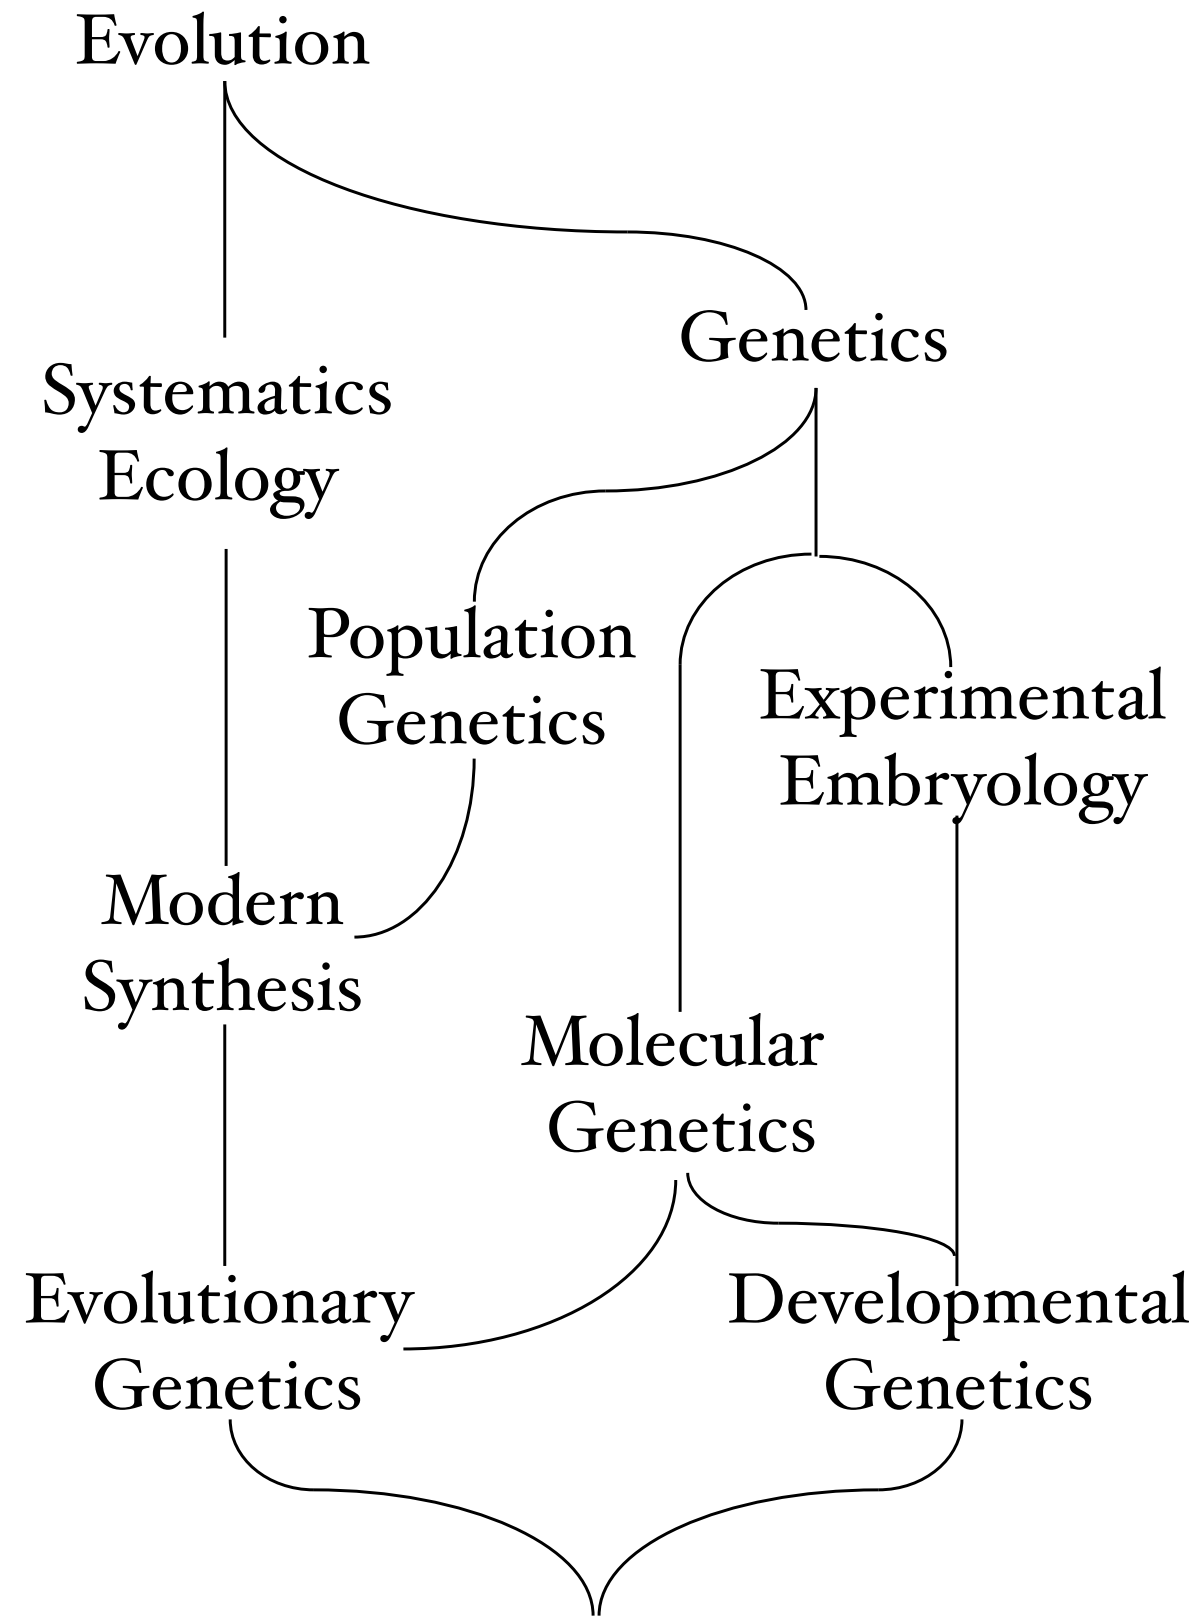 Evolution
Genetics
Systematics
Ecology
Population
Genetics
Experimental
Embryology
Modern
Synthesis
Molecular
Genetics
Evolutionary
Genetics
Developmental
Genetics